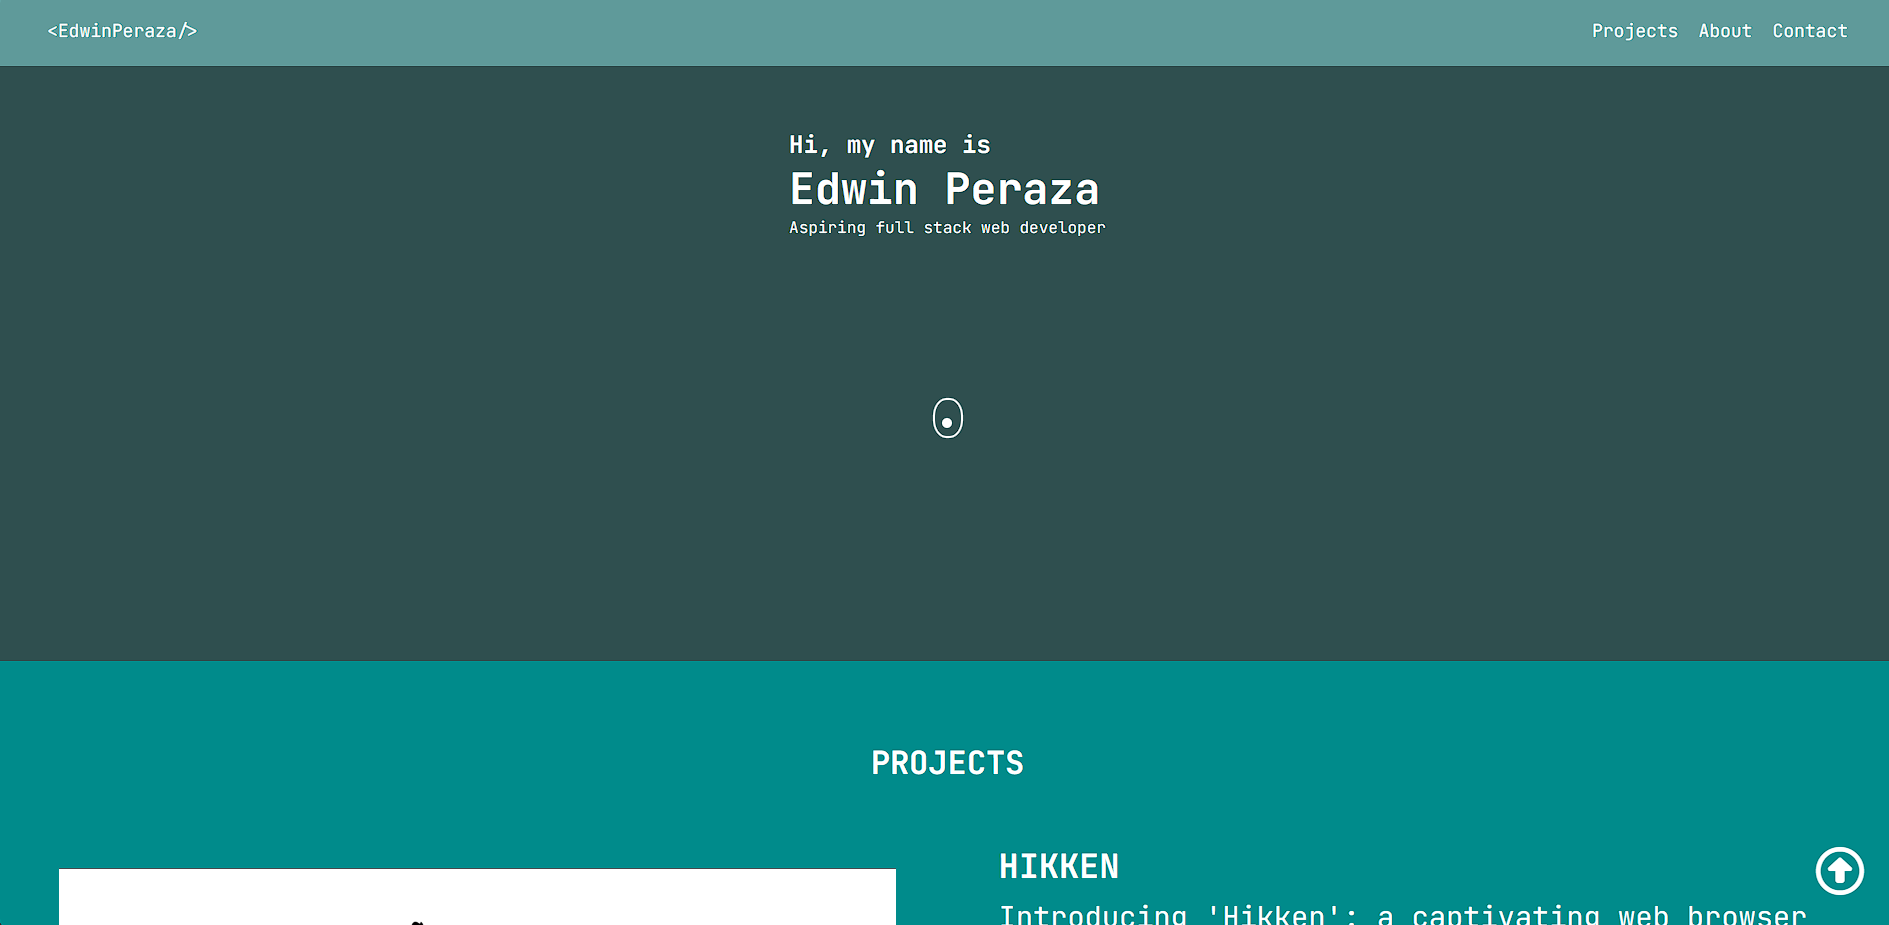 <EdwinPeraza/>
Projects About Contact
Hi, my name is
Edwin Peraza
Aspiring full stack web developer
PROJECTS
HIKKEN
Introducing 'Hikken': a captivating web browser